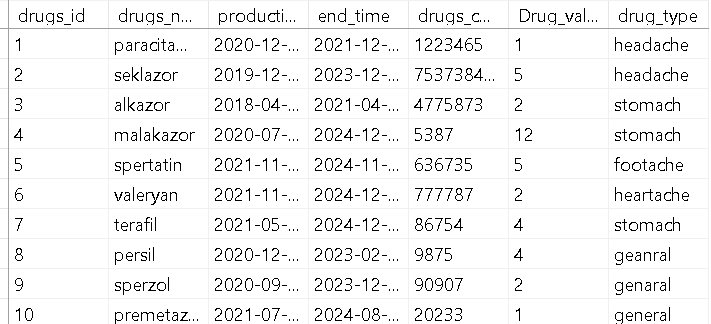 drugs_id drugs_n... producti... end_time drugs_c... Drug_val... drug_type
1 paracita... 2020-12-... 2021-12-... 1223465 1 headache
2 seklazor 2019-12-... 2023-12-... 7537384... 5 headache
3 alkazor 2018-04-... 2021-04-... 4775873 2 stomach
4 malakazor 2020-07-... 2024-12-... 5387 12 stomach
5 spertatin 2021-11-... 2024-11-... 636735 5 footache
6 valeryan 2021-11-... 2024-12-... 777787 2 heartache
7 terafil 2021-05-... 2024-12-... 86754 4 stomach
8 persil 2020-12-... 2023-02-... 9875 4 geanral
9 sperzol 2020-09-... 2023-12-... 90907 2 genaral
10 premetaz... 2021-07-... 2024-08-... 20233 1 general